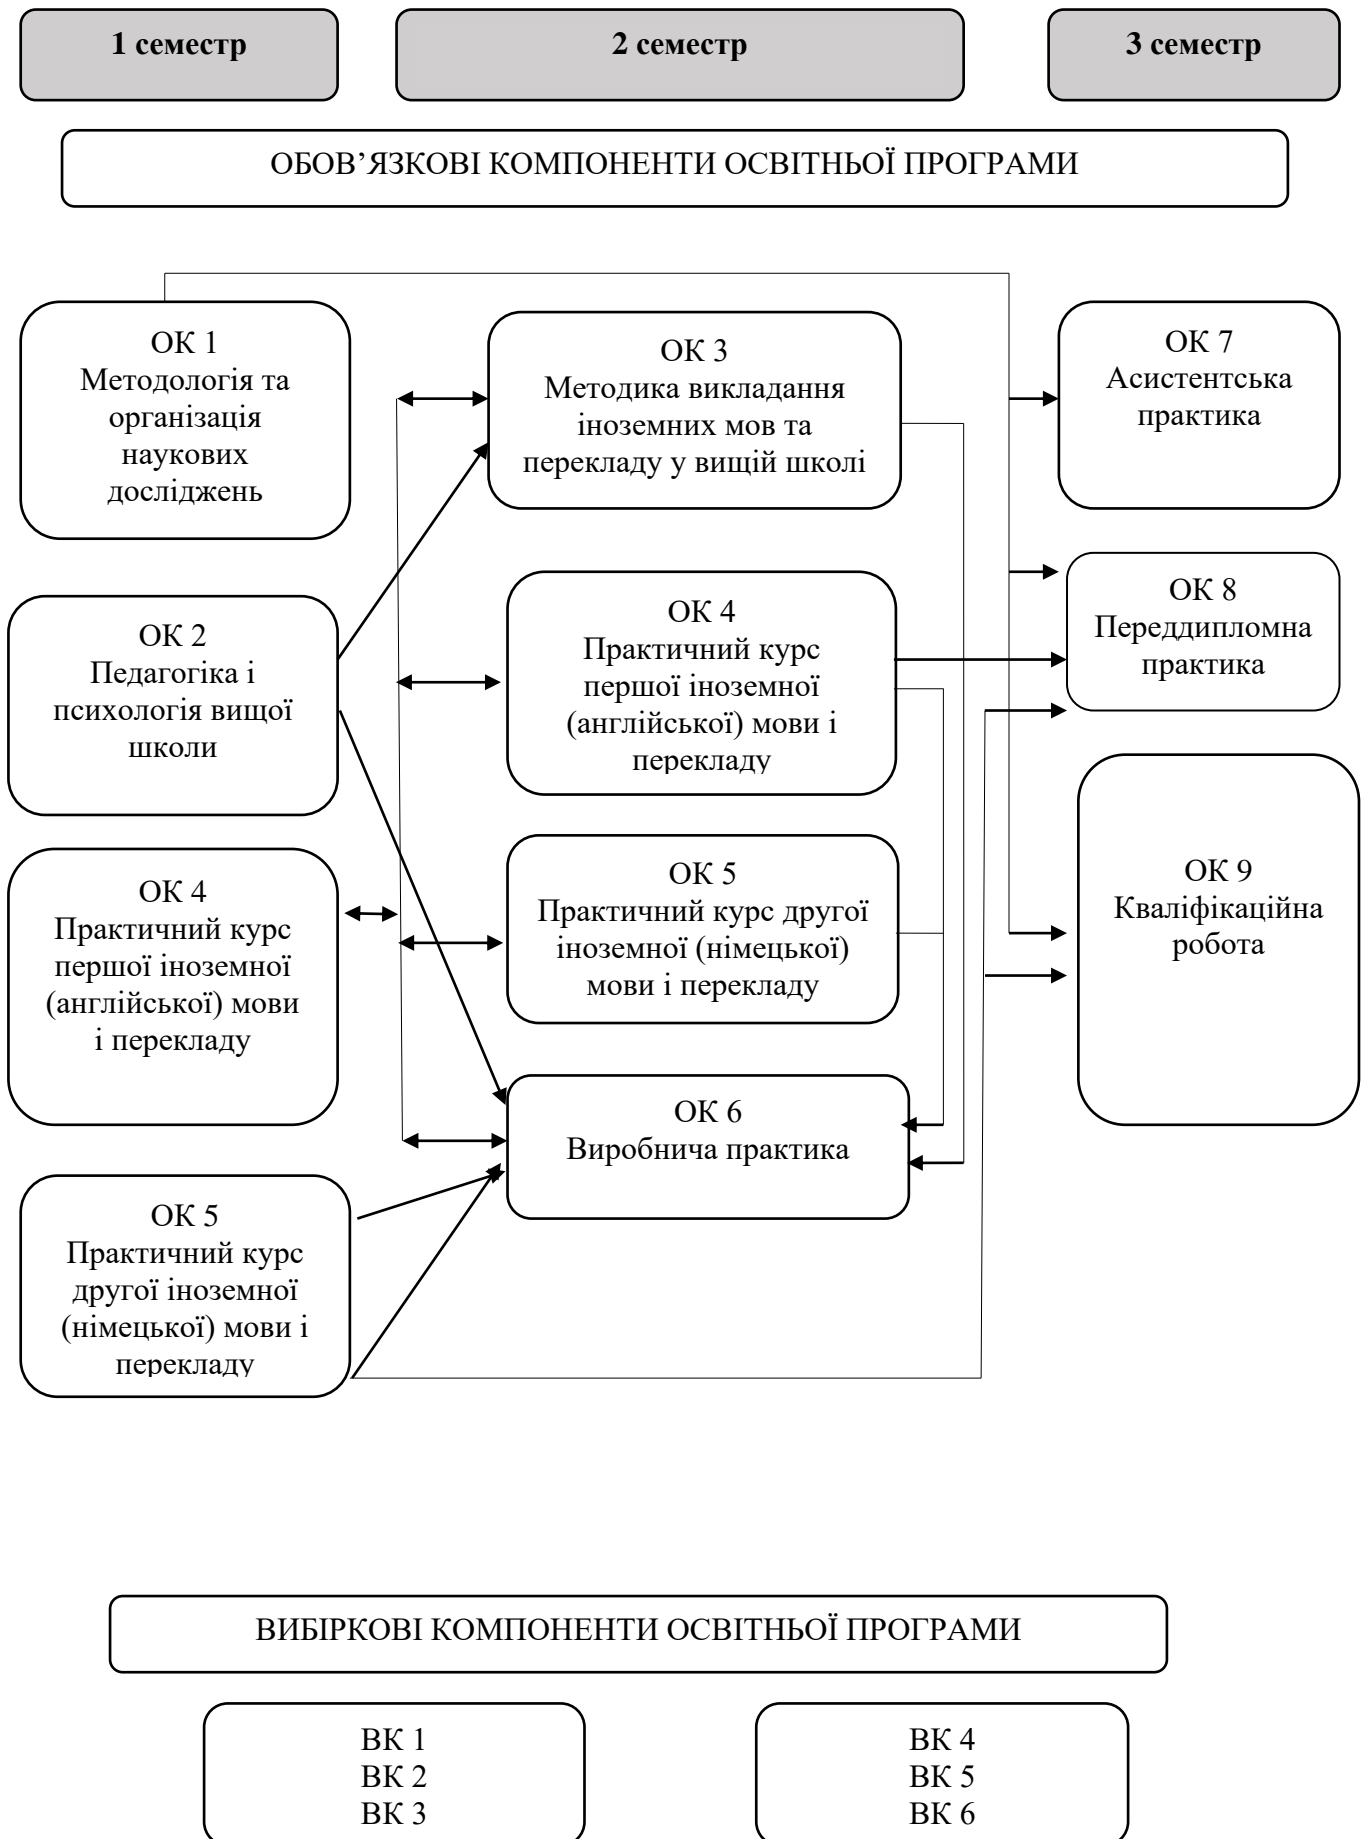 1 семестр
2 семестр
3 семестр
ОБОВ’ЯЗКОВІ КОМПОНЕНТИ ОСВІТНЬОЇ ПРОГРАМИ
ОК 1
Методологія та
організація
наукових
досліджень
ОК 2
Педагогіка і
психологія вищої
школи
ОК 4
Практичний курс
першої іноземної
(англійської) мови
і перекладу
ОК 5
Практичний курс
другої іноземної
(німецької) мови і
перекладу
ОК 3
Методика викладання
іноземних мов та
перекладу у вищій школі
ОК 4
Практичний курс
першої іноземної
(англійської) мови і
перекладу
ОК 5
Практичний курс другої
іноземної (німецької)
мови і перекладу
ОК 6
Виробнича практика
ОК 7
Асистентська
практика
ОК 8
Переддипломна
практика
ОК 9
Кваліфікаційна
робота
ВИБІРКОВІ КОМПОНЕНТИ ОСВІТНЬОЇ ПРОГРАМИ
ВК 1
ВК 2
ВК 3
ВК 4
ВК 5
ВК 6